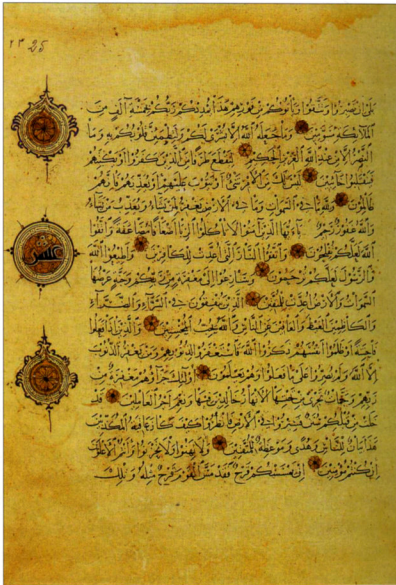 بلى إن تصبروا وتتقوا ويأتوكم من فورهم هذا يمددكم ربكم بخمسة آلف من
الملائكة مسومين وما جعله الله إلا بشرى لكم ولتطمئن قلوبكم به وما
النصر إلا من عند الله العزيز الحكيم ليقطع طرفا من الذين كفروا أو يكبتهم
فينقلبوا خائبين ليس لك من الأمر شيء أو يتوب عليهم أو يعذبهم فإنهم
ظالمون ولله ما في السموات وما في الأرض يغفر لمن يشاء ويعذب من يشاء
والله غفور رحيم يا أيها الذين آمنوا لا تأكلوا الربا أضعافا مضاعفة واتقوا
الله لعلكم تفلحون واتقوا النار التي أعدت للكافرين وأطيعوا الله
والرسول لعلكم ترحمون وسارعوا إلى مغفرة من ربكم وجنة عرضها
السموات والأرض أعدت للمتقين الذين ينفقون في السراء والضراء
والكاظمين الغيظ والعافين عن الناس والله يحب المحسنين والذين إذا فعلوا
فاحشة أو ظلموا أنفسهم ذكروا الله فاستغفروا لذنوبهم ومن يغفر الذنوب
إلا الله ولم يصروا على ما فعلوا وهم يعلمون أولئك جزاؤهم مغفرة من
ربهم وجنات تجري من تحتها الأنهار خالدين فيها ونعم أجر العاملين قد
خلت من قبلكم سنن فسيروا في الأرض فانظروا كيف كان عاقبة المكذبين
هذا بيان للناس وهدى وموعظة للمتقين ولا تهنوا ولا تحزنوا وأنتم الأعلون
إن كنتم مؤمنين إن يمسسكم قرح فقد مس القوم قرح مثله وتلك